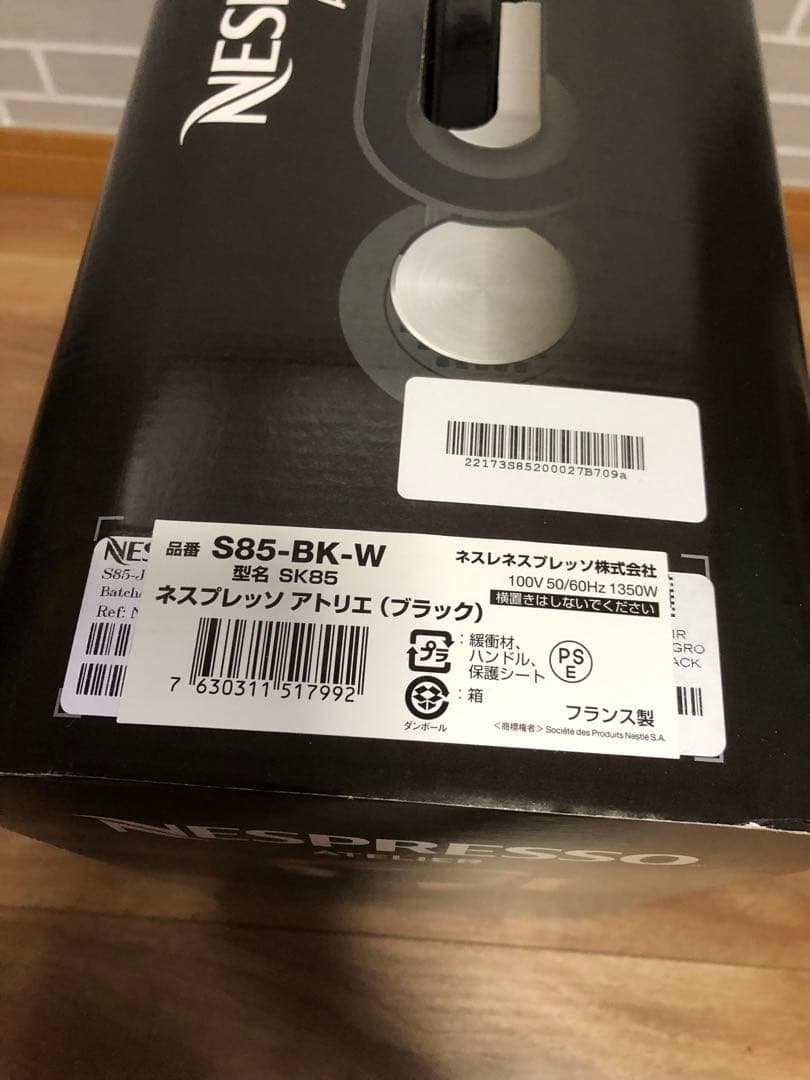 NES
22173S85200027B709a
NES
S85-J
Batch
Ref: N
品番 S85-BK-W
型名 SK85
ネスプレッソ アトリエ（ブラック）
ネスレネスプレッソ株式会社
100V 50/60Hz 1350W
横置きはしないでください
プラ
：緩衝材、
ハンドル、
保護シート
PS
E
：箱
ダンボール
フランス製
＜商標権者＞Société des Produits Nestlé S.A.
7 630311 517992
IR
GRO
ACK
NESPRESSO
ATELIER